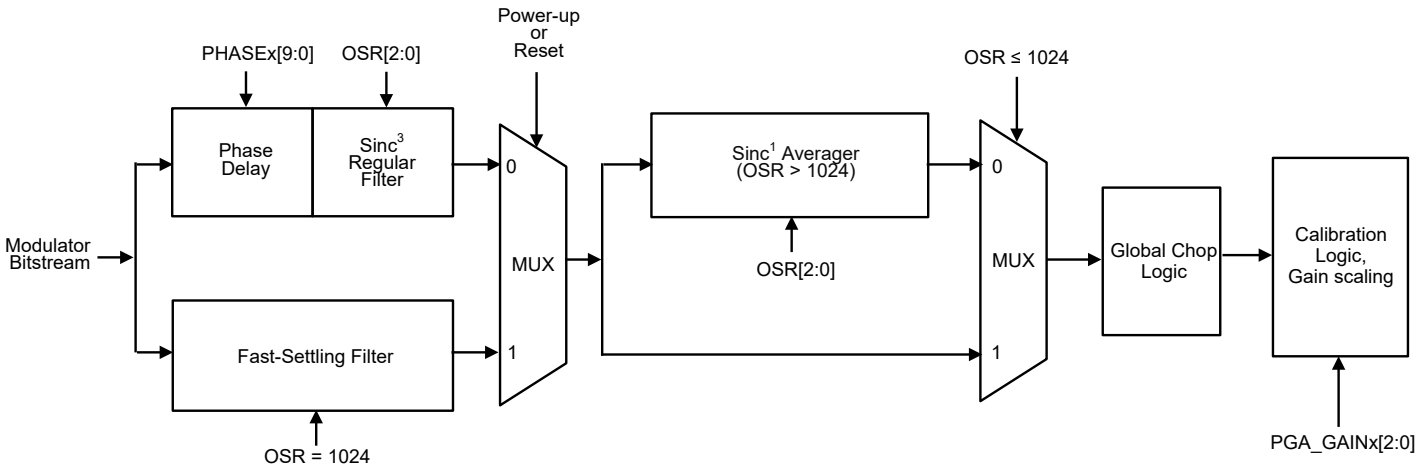 Power-up
or
Reset
PHASEx[9:0]
OSR[2:0]
OSR ≤ 1024
Phase
Delay
Sinc³
Regular
Filter
0
Sinc¹ Averager
(OSR > 1024)
0
Modulator
Bitstream
MUX
OSR[2:0]
MUX
Global Chop
Logic
Calibration
Logic,
Gain scaling
Fast-Settling Filter
1
1
OSR = 1024
PGA_GAINx[2:0]